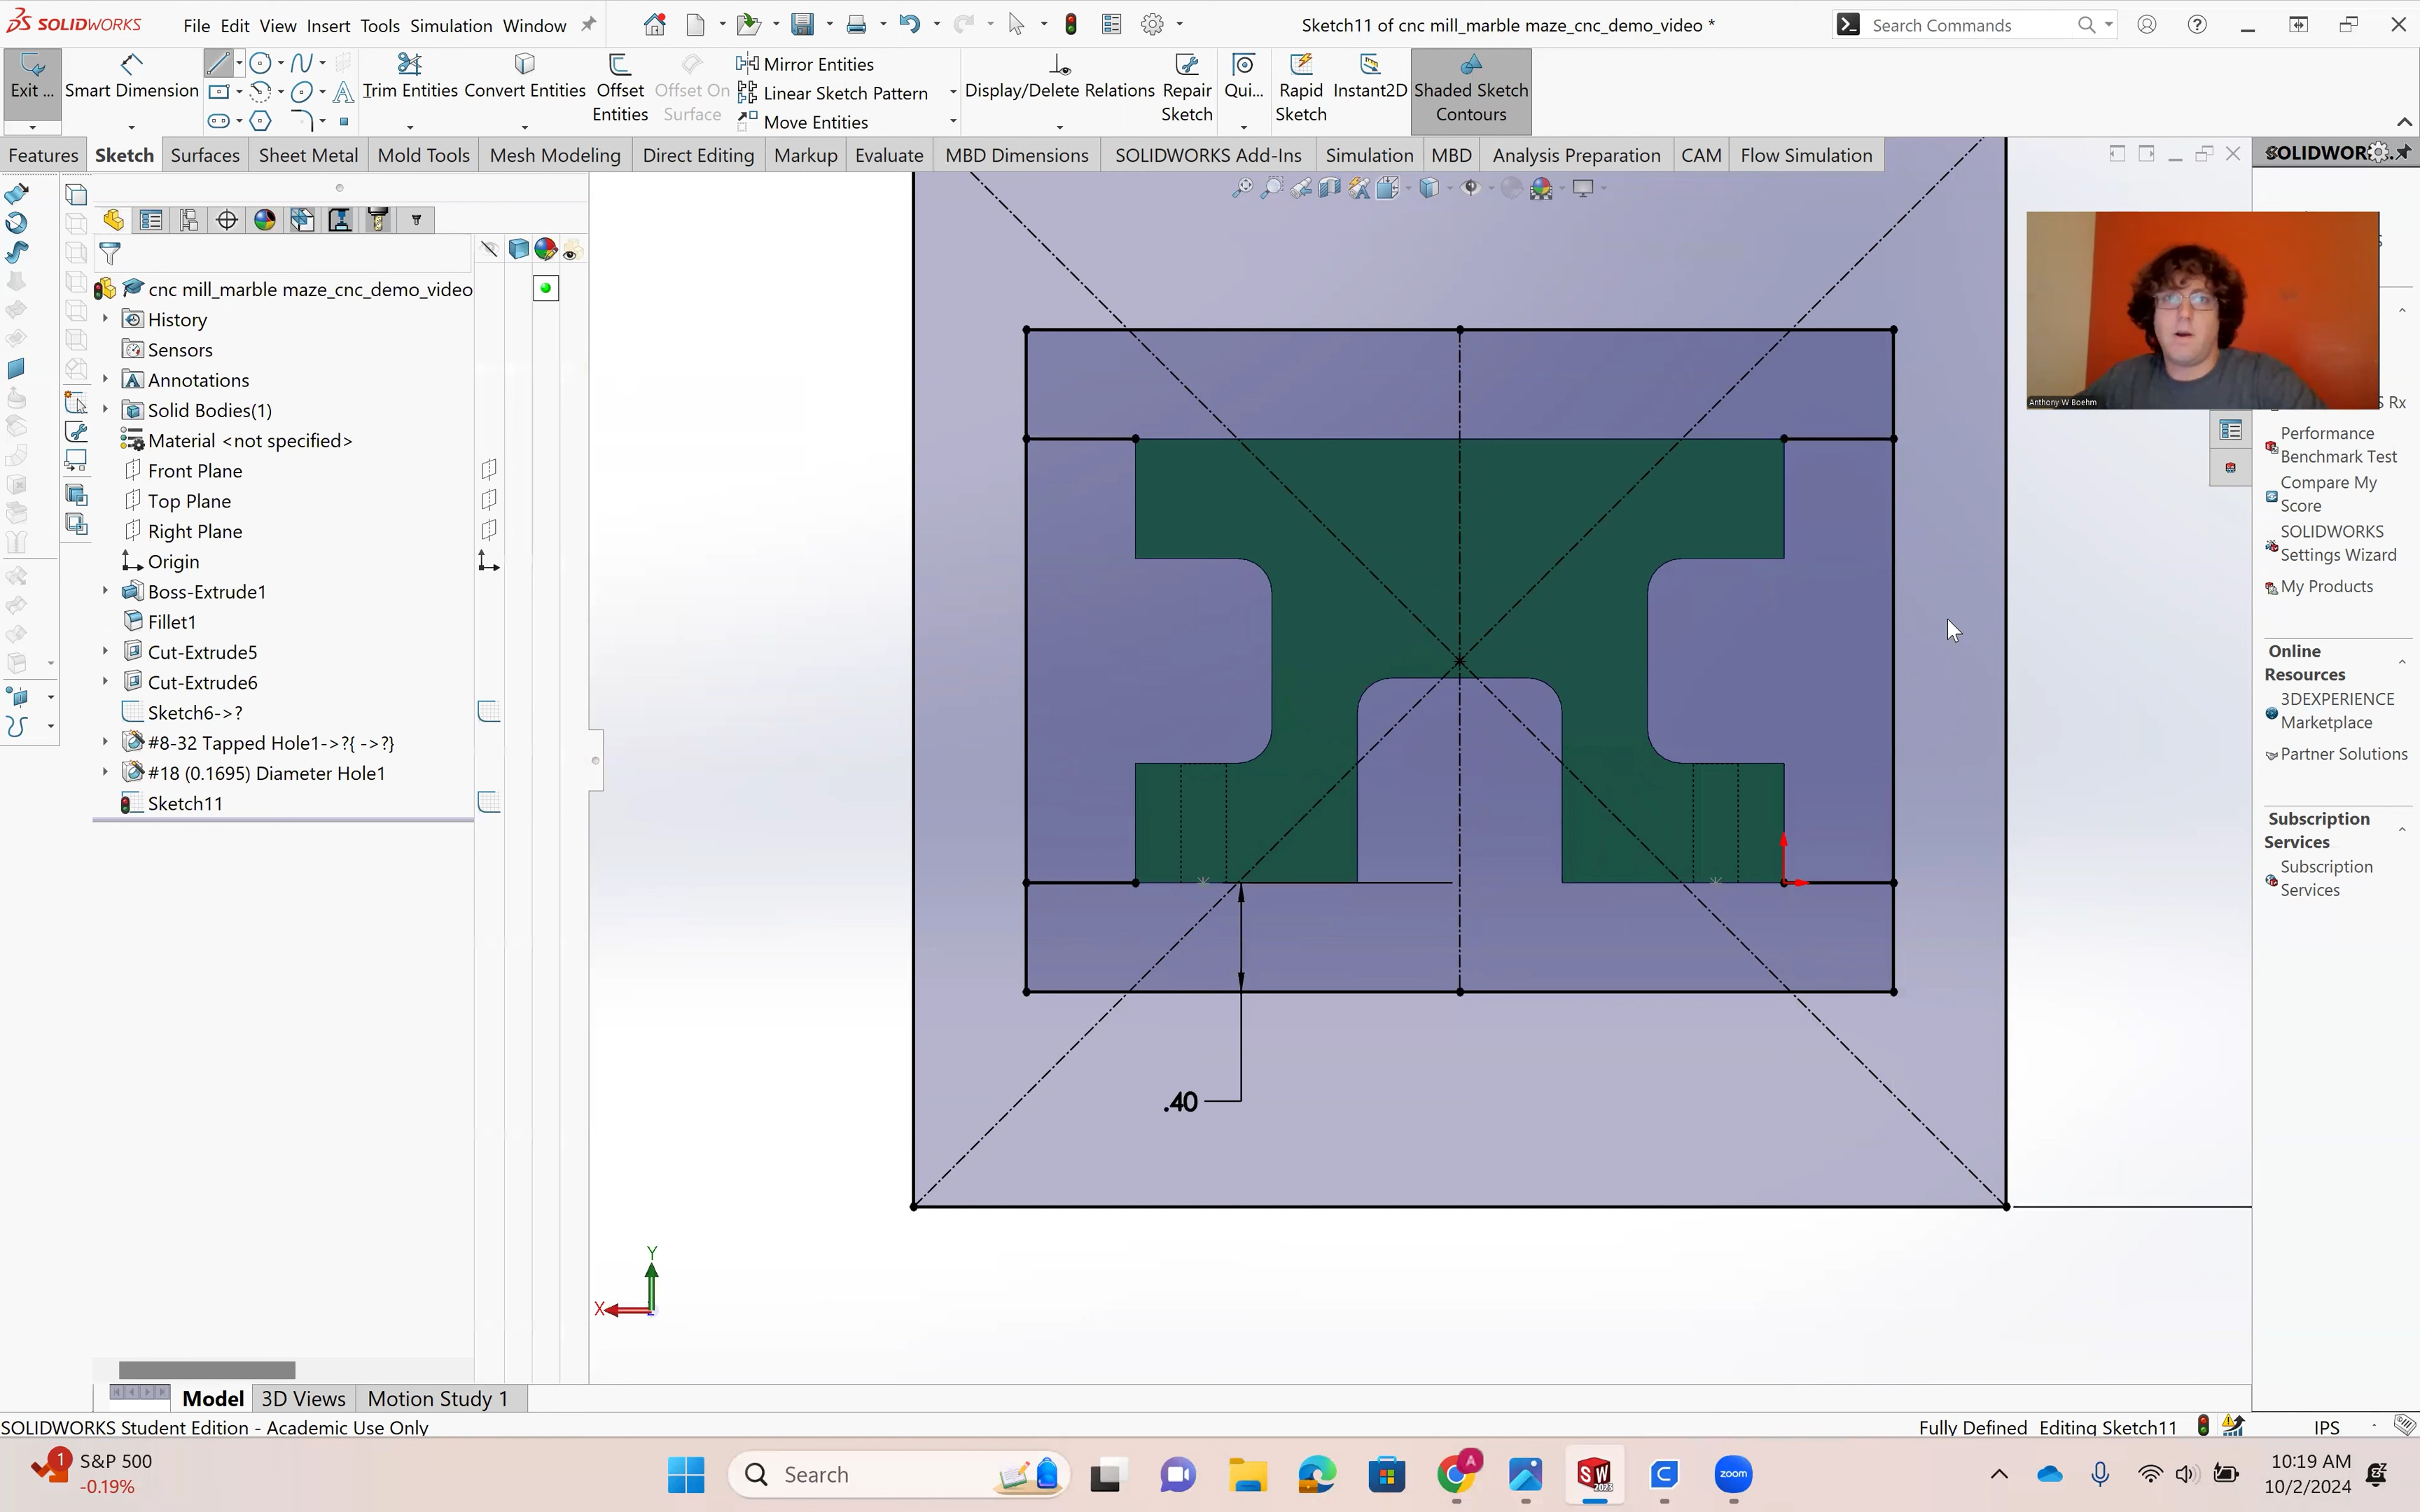 SOLIDWORKS File Edit View Insert Tools Simulation Window Sketch11 of cnc mill_marble maze_cnc_demo_video * Search Commands
Exit ... Smart Dimension Trim Entities Convert Entities Offset Entities Offset On Surface Mirror Entities Linear Sketch Pattern Move Entities Display/Delete Relations Repair Sketch Qui... Rapid Sketch Instant2D Shaded Sketch Contours
Features Sketch Surfaces Sheet Metal Mold Tools Mesh Modeling Direct Editing Markup Evaluate MBD Dimensions SOLIDWORKS Add-Ins Simulation MBD Analysis Preparation CAM Flow Simulation
cnc mill_marble maze_cnc_demo_video
History
Sensors
Annotations
Solid Bodies(1)
Material <not specified>
Front Plane
Top Plane
Right Plane
Origin
Boss-Extrude1
Fillet1
Cut-Extrude5
Cut-Extrude6
Sketch6->?
#8-32 Tapped Hole1->?{ ->?}
#18 (0.1695) Diameter Hole1
Sketch11
.40
Y
X
Anthony W Boehm
Rx
Performance
Benchmark Test
Compare My
Score
SOLIDWORKS
Settings Wizard
My Products
Online
Resources
3DEXPERIENCE
Marketplace
Partner Solutions
Subscription
Services
Subscription
Services
Model 3D Views Motion Study 1
SOLIDWORKS Student Edition - Academic Use Only Fully Defined Editing Sketch11 IPS -
1 S&P 500
-0.19%
Search
A
SW
2023
C
zoom
10:19 AM
10/2/2024